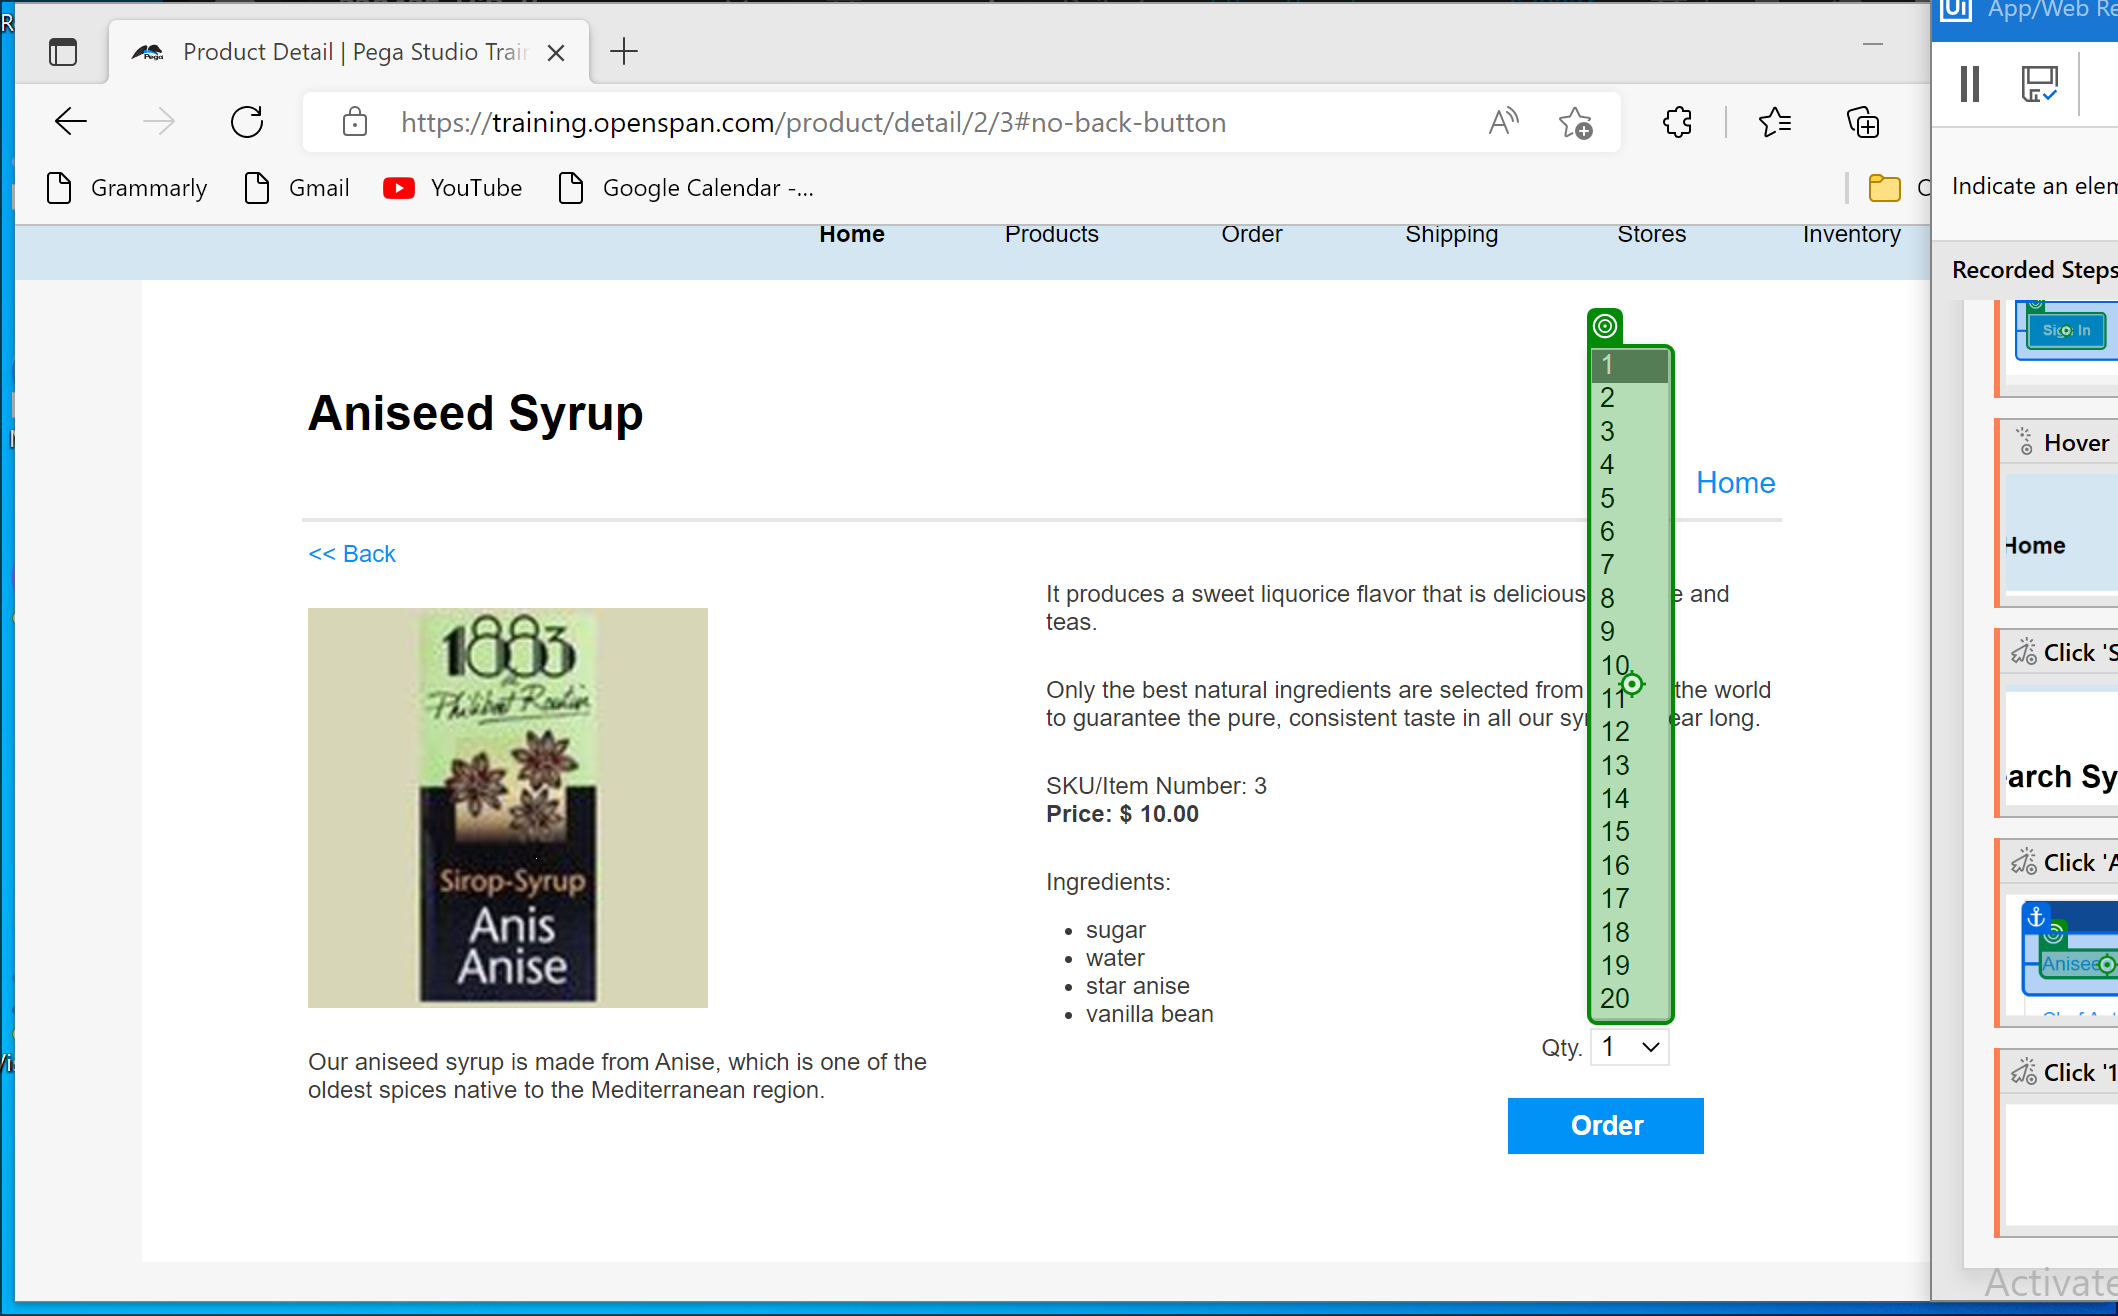 Product Detail | Pega Studio Train
https://training.openspan.com/product/detail/2/3#no-back-button
Grammarly
Gmail
YouTube
Google Calendar -...
Home
Products
Order
Shipping
Stores
Inventory
Aniseed Syrup
Home
<< Back
1883
Philibert Routin
Sirop-Syrup
Anis
Anise
Our aniseed syrup is made from Anise, which is one of the
oldest spices native to the Mediterranean region.
It produces a sweet liquorice flavor that is delicious e and
teas.
Only the best natural ingredients are selected from the world
to guarantee the pure, consistent taste in all our syr ear long.
SKU/Item Number: 3
Price: $ 10.00
Ingredients:
sugar
water
star anise
vanilla bean
1
2
3
4
5
6
7
8
9
10
11
12
13
14
15
16
17
18
19
20
Qty. 1
Order
App/Web Re
Indicate an elem
Recorded Steps
Sign In
Hover
Home
Click 'S
arch Sy
Click 'A
Anisee
Click '1
Activate